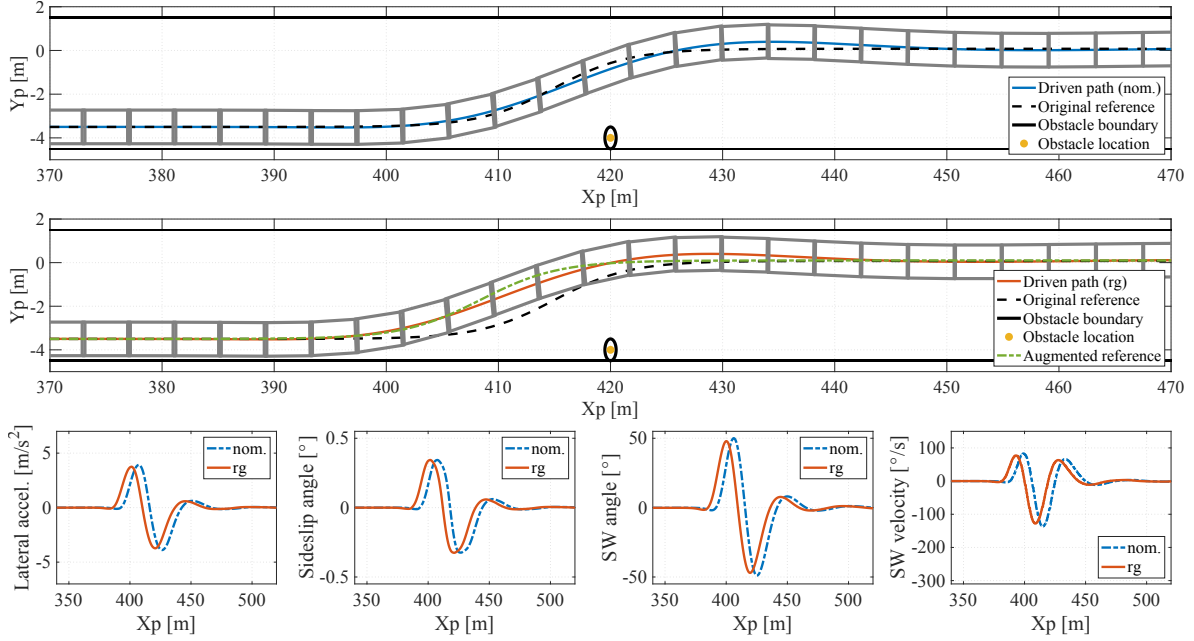 2
0
-2
-4
Yp [m]
Driven path (nom.)
Original reference
Obstacle boundary
Obstacle location
370 380 390 400 410 420 430 440 450 460 470
Xp [m]
2
0
-2
-4
Yp [m]
Driven path (rg)
Original reference
Obstacle boundary
Obstacle location
Augmented reference
370 380 390 400 410 420 430 440 450 460 470
Xp [m]
Lateral accel. [m/s²]
5
0
-5
nom.
rg
350 400 450 500
Xp [m]
Sideslip angle [°]
0.5
0
-0.5
nom.
rg
350 400 450 500
Xp [m]
SW angle [°]
50
0
-50
nom.
rg
350 400 450 500
Xp [m]
SW velocity [°/s]
100
0
-100
-200
-300
nom.
rg
350 400 450 500
Xp [m]